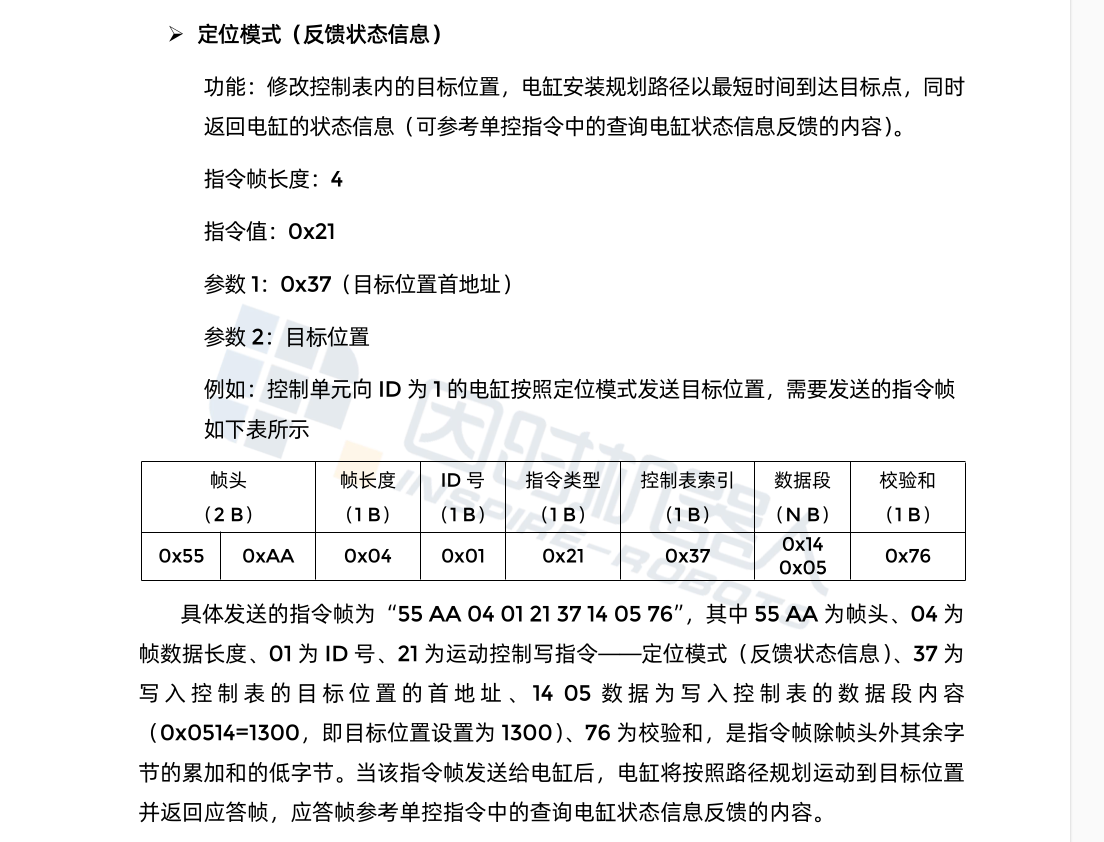 ➢ 定位模式（反馈状态信息）
功能：修改控制表内的目标位置，电缸安装规划路径以最短时间到达目标点，同时
返回电缸的状态信息（可参考单控指令中的查询电缸状态信息反馈的内容）。
指令帧长度：4
指令值：0x21
参数 1：0x37（目标位置首地址）
参数 2：目标位置
例如：控制单元向 ID 为 1 的电缸按照定位模式发送目标位置，需要发送的指令帧
如下表所示
帧头 帧长度 ID 号 指令类型 控制表索引 数据段 校验和
（2 B） （1 B） （1 B） （1 B） （1 B） （N B） （1 B）
0x55 0xAA 0x04 0x01 0x21 0x37 0x14 0x05 0x76
具体发送的指令帧为“55 AA 04 01 21 37 14 05 76”，其中 55 AA 为帧头、04 为
帧数据长度、01 为 ID 号、21 为运动控制写指令——定位模式（反馈状态信息）、37 为
写入控制表的目标位置的首地址、14 05 数据为写入控制表的数据段内容
（0x0514=1300，即目标位置设置为 1300）、76 为校验和，是指令帧除帧头外其余字
节的累加和的低字节。当该指令帧发送给电缸后，电缸将按照路径规划运动到目标位置
并返回应答帧，应答帧参考单控指令中的查询电缸状态信息反馈的内容。
因时机器人
INSPIRE-ROBOTS